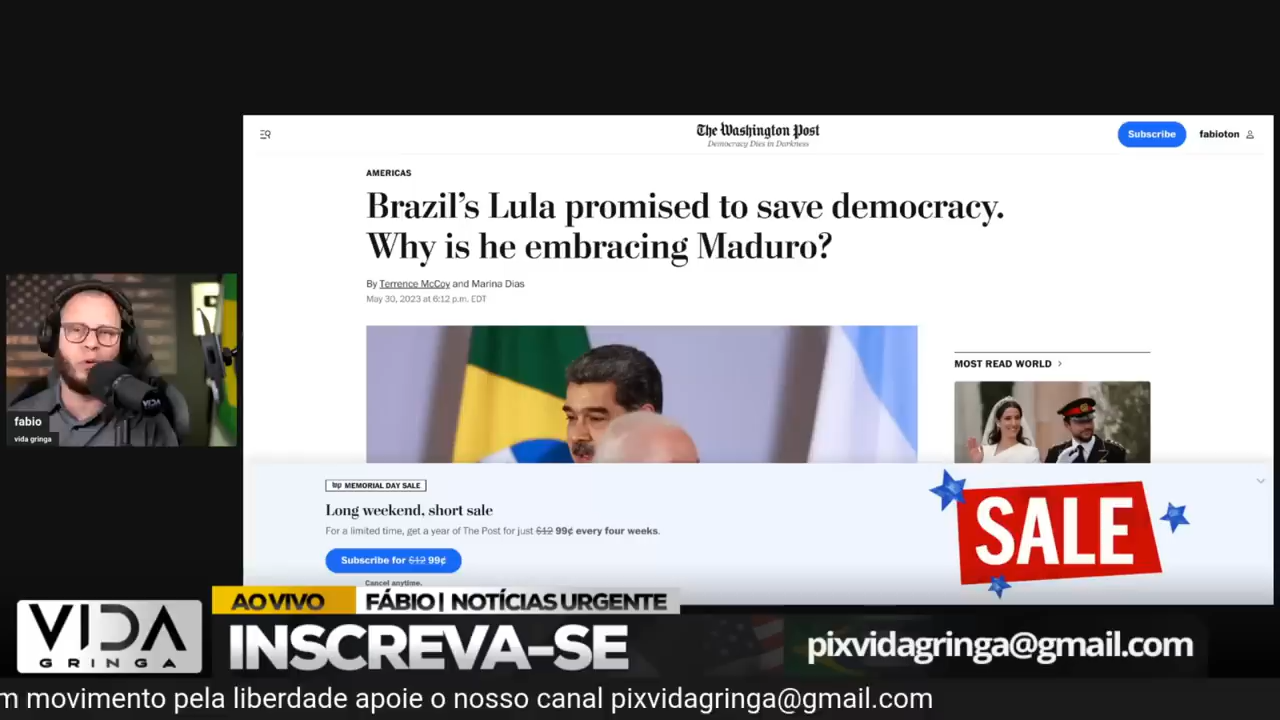 The Washington Post
Democracy Dies in Darkness
Subscribe
fabioton
AMERICAS
Brazil's Lula promised to save democracy.
Why is he embracing Maduro?
By Terrence McCoy and Marina Dias
May 30, 2023 at 6:12 p.m. EDT
MOST READ WORLD
fabio
vida gringa
VIDA
wp MEMORIAL DAY SALE
Long weekend, short sale
For a limited time, get a year of The Post for just $12 99¢ every four weeks.
Subscribe for $12 99¢
Cancel anytime.
SALE
VIDA
GRINGA
AO VIVO
FÁBIO| NOTÍCIAS URGENTE
INSCREVA-SE
pixvidagringa@gmail.com
m movimento pela liberdade apoie o nosso canal pixvidagringa@gmail.com